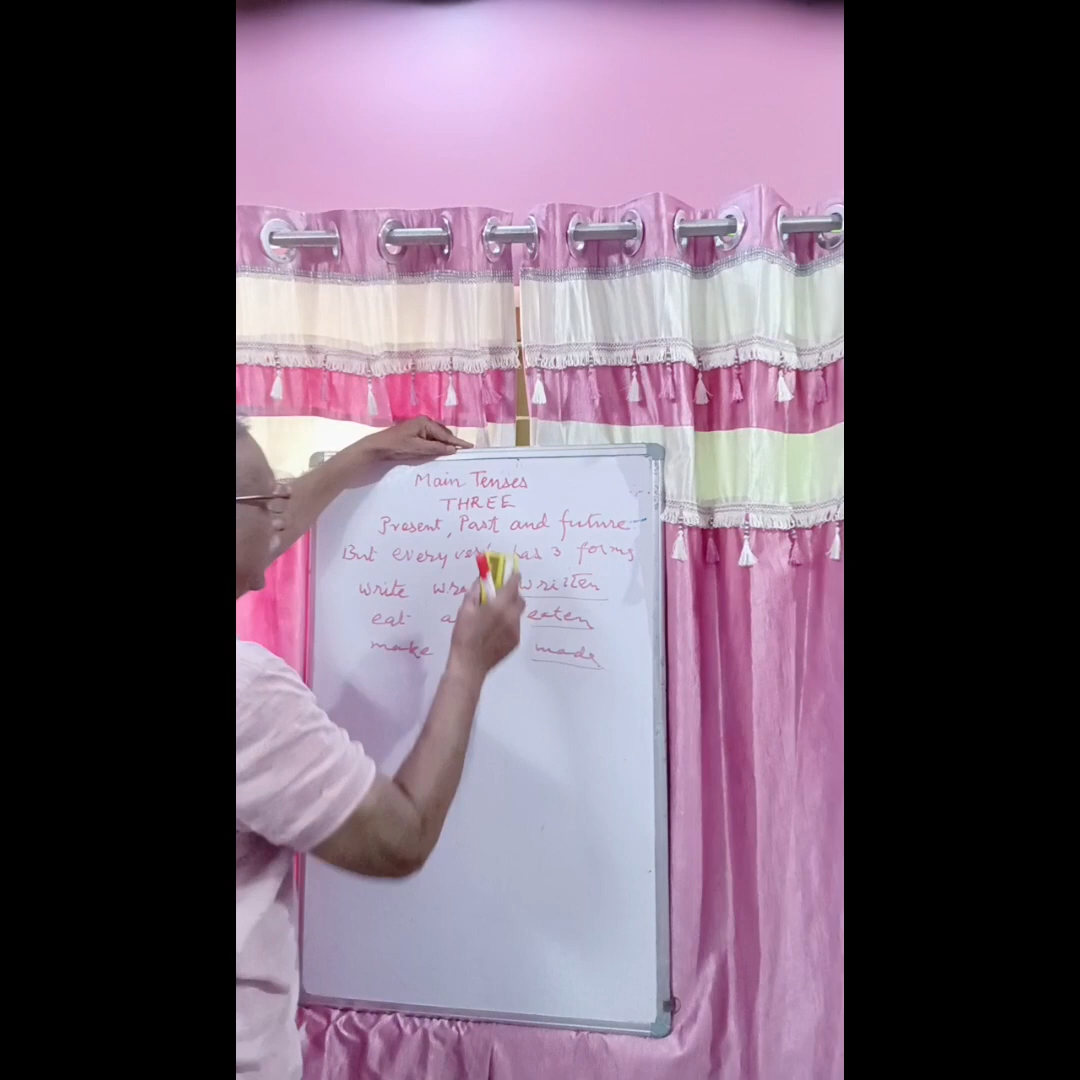 Main Tenses
THREE
Present, Past and future
But every has 3 forms
write written
eat eaten
make made